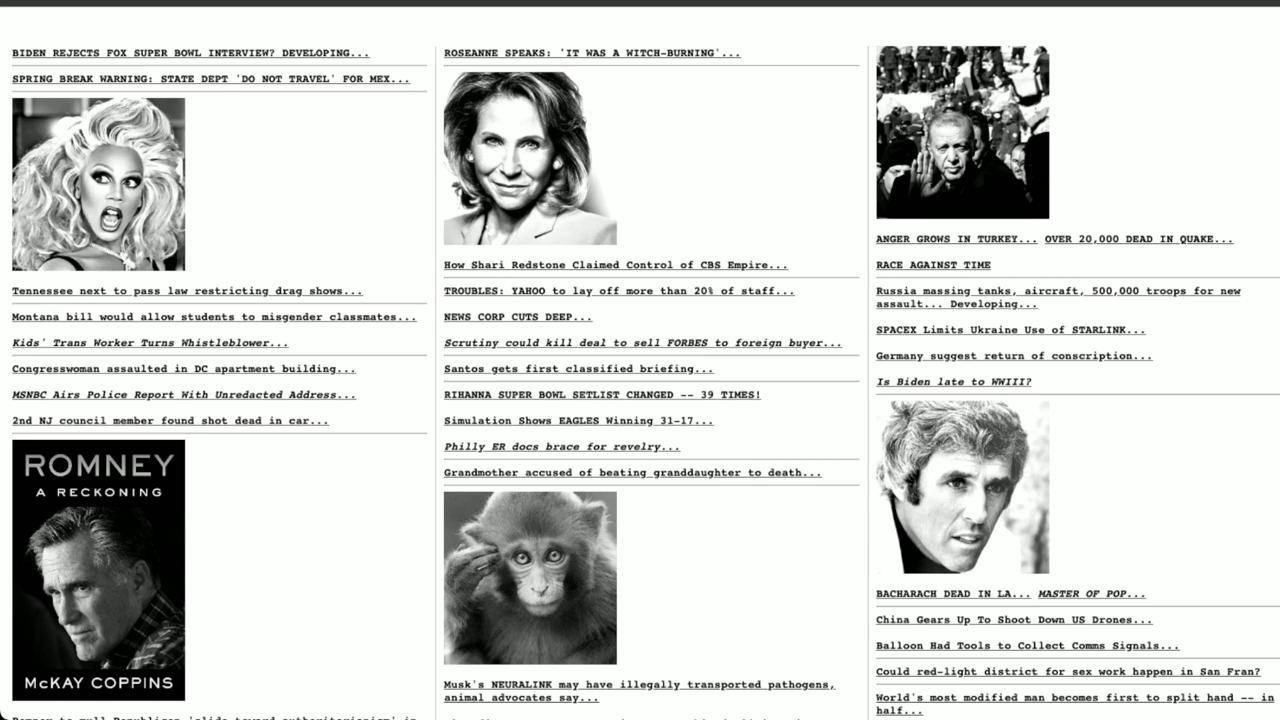 BIDEN REJECTS FOX SUPER BOWL INTERVIEW? DEVELOPING...
SPRING BREAK WARNING: STATE DEPT 'DO NOT TRAVEL' FOR MEX...
Tennessee next to pass law restricting drag shows...
Montana bill would allow students to misgender classmates...
Kids' Trans Worker Turns Whistleblower...
Congresswoman assaulted in DC apartment building...
MSNBC Airs Police Report With Unredacted Address...
2nd NJ council member found shot dead in car...
ROMNEY
A RECKONING
McKAY COPPINS
ROSEANNE SPEAKS: 'IT WAS A WITCH-BURNING'...
How Shari Redstone Claimed Control of CBS Empire...
TROUBLES: YAHOO to lay off more than 20% of staff...
NEWS CORP CUTS DEEP...
Scrutiny could kill deal to sell FORBES to foreign buyer...
Santos gets first classified briefing...
RIHANNA SUPER BOWL SETLIST CHANGED -- 39 TIMES!
Simulation Shows EAGLES Winning 31-17...
Philly ER docs brace for revelry...
Grandmother accused of beating granddaughter to death...
Musk's NEURALINK may have illegally transported pathogens,
animal advocates say...
ANGER GROWS IN TURKEY... OVER 20,000 DEAD IN QUAKE...
RACE AGAINST TIME
Russia massing tanks, aircraft, 500,000 troops for new
assault... Developing...
SPACEX Limits Ukraine Use of STARLINK...
Germany suggest return of conscription...
Is Biden late to WWIII?
BACHARACH DEAD IN LA... MASTER OF POP...
China Gears Up To Shoot Down US Drones...
Balloon Had Tools to Collect Comms Signals...
Could red-light district for sex work happen in San Fran?
World's most modified man becomes first to split hand -- in
half...